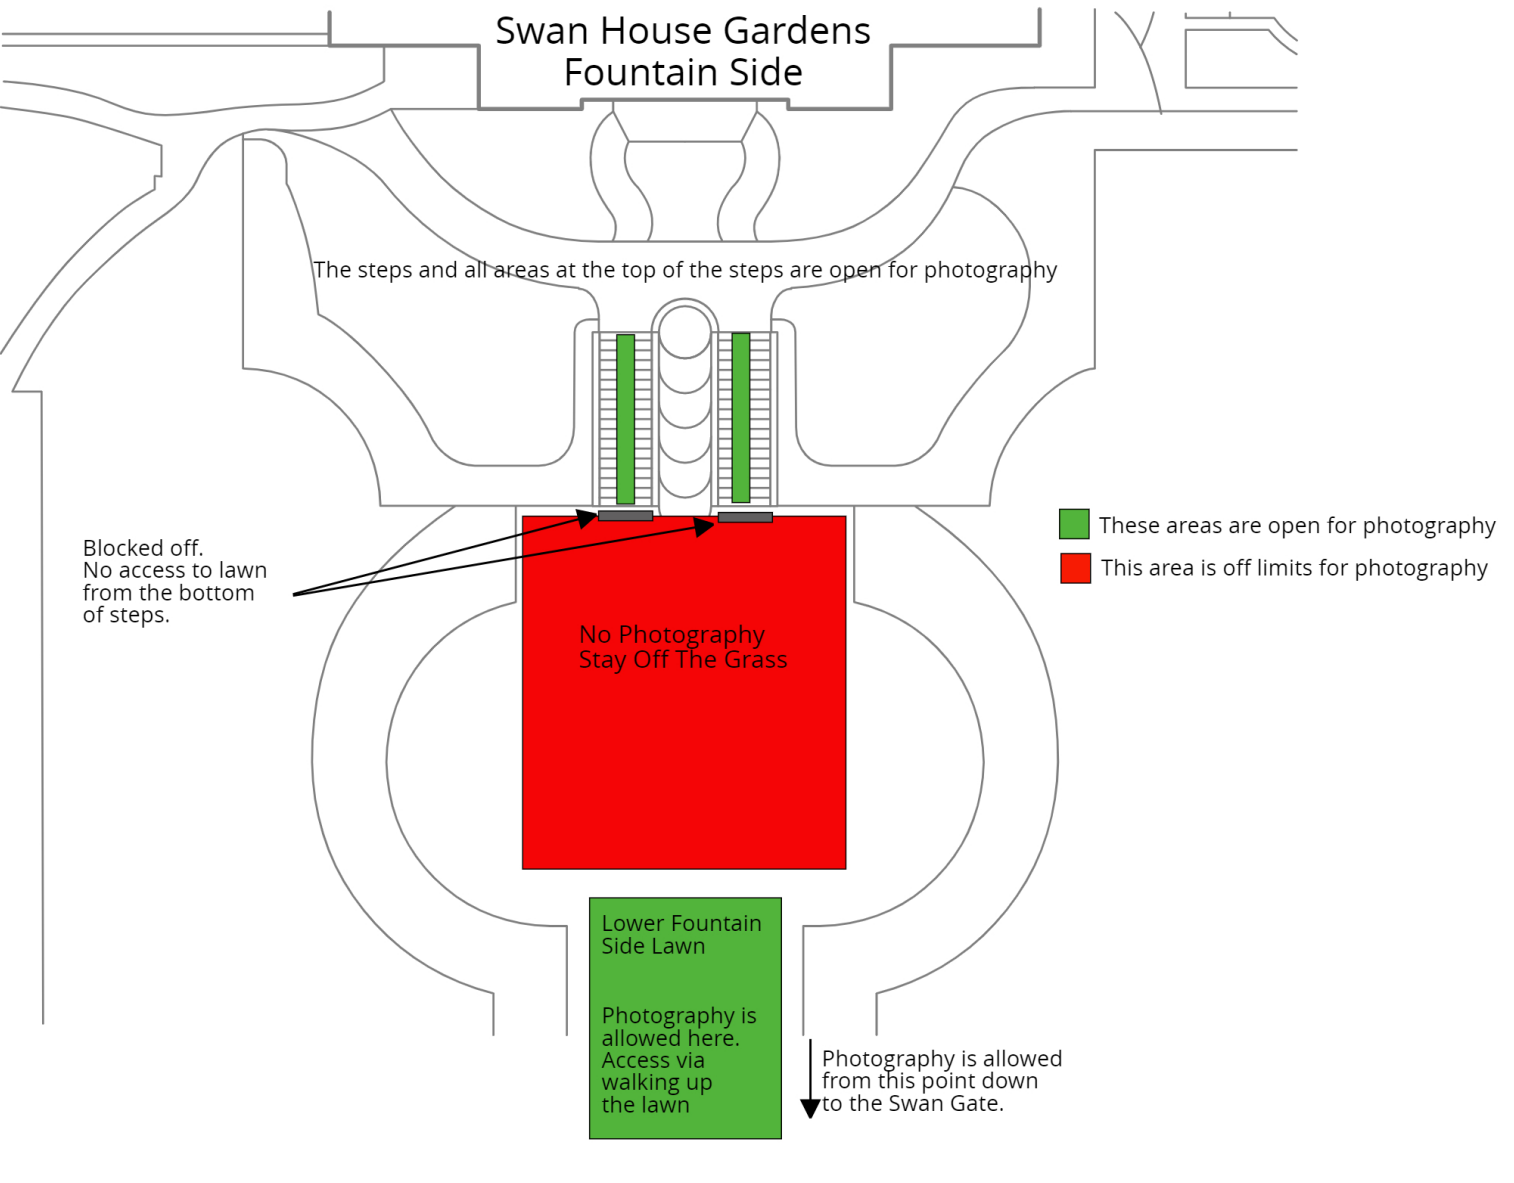 Swan House Gardens
Fountain Side
The steps and all areas at the top of the steps are open for photography
These areas are open for photography
This area is off limits for photography
Blocked off.
No access to lawn
from the bottom
of steps.
No Photography
Stay Off The Grass
Lower Fountain
Side Lawn
Photography is
allowed here.
Access via
walking up
the lawn
Photography is allowed
from this point down
to the Swan Gate.